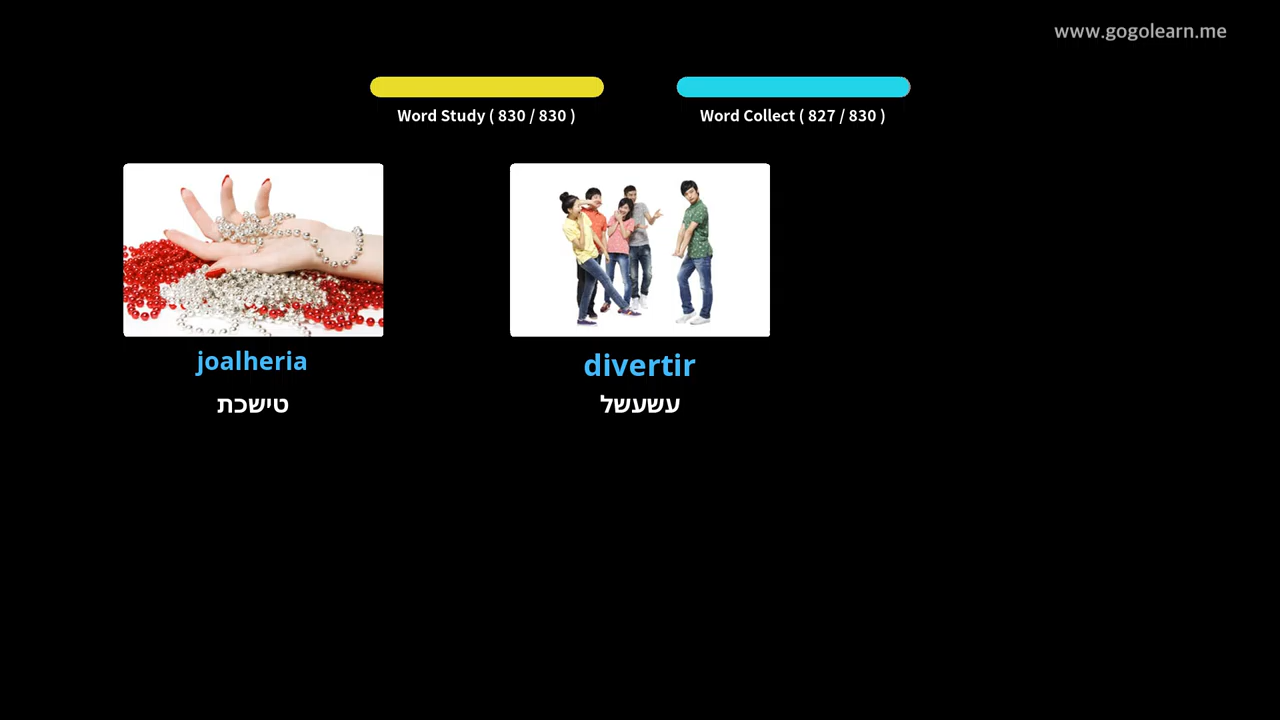 www.gogolearn.me
Word Study ( 830 / 830 )
Word Collect ( 827 / 830 )
joalheria
טישכת
divertir
עשעשל